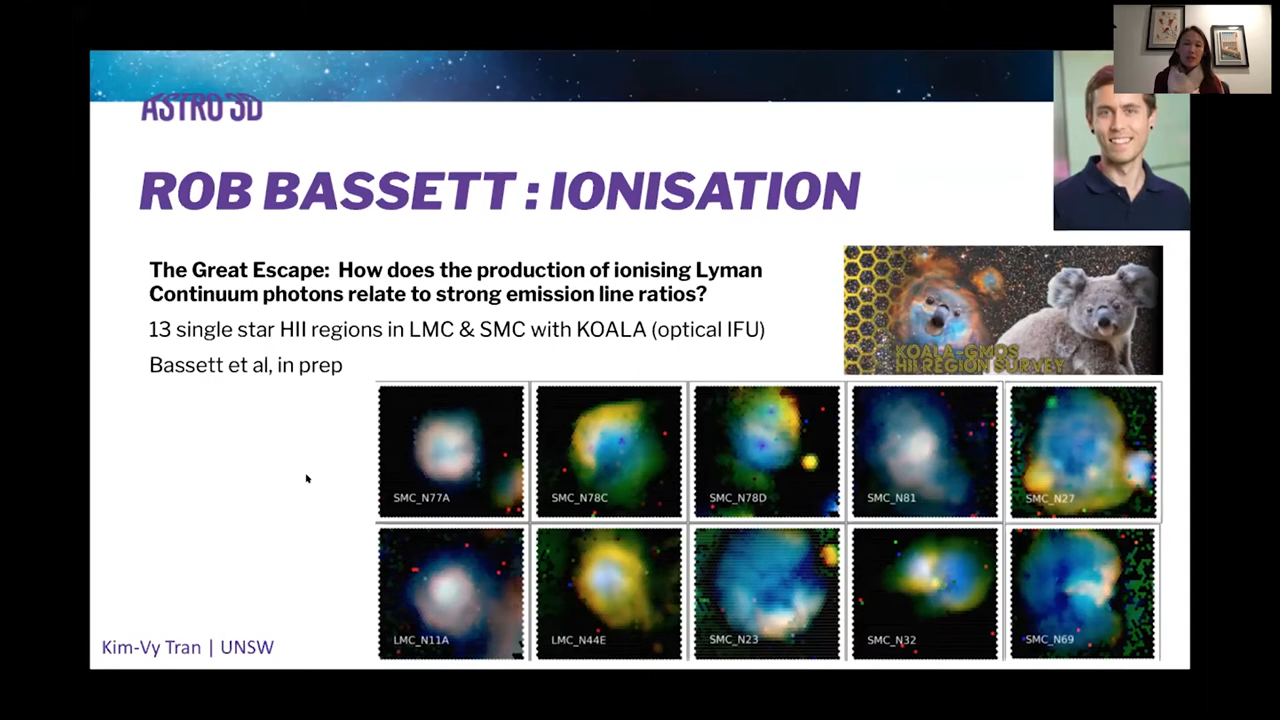 ASTRO 3D
ROB BASSETT : IONISATION
The Great Escape: How does the production of ionising Lyman
Continuum photons relate to strong emission line ratios?
13 single star HII regions in LMC & SMC with KOALA (optical IFU)
Bassett et al, in prep
KOALA-GMOS
HII REGION SURVEY
SMC_N77A
SMC_N78C
SMC_N78D
SMC_N81
SMC_N27
LMC_N11A
LMC_N44E
SMC_N23
SMC_N32
SMC_N69
Kim-Vy Tran | UNSW